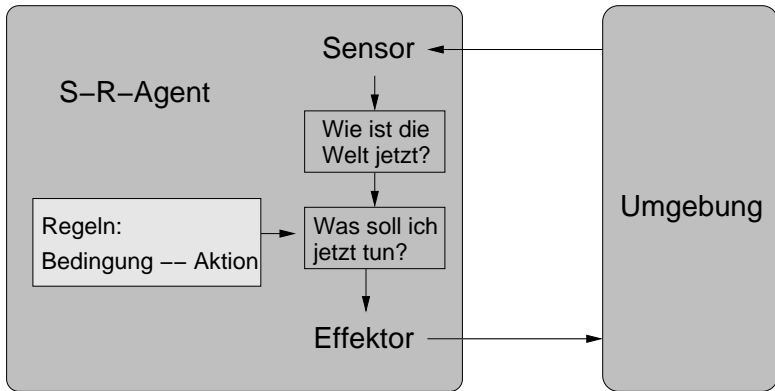 Sensor
S–R–Agent
Wie ist die
Welt jetzt?
Regeln:
Bedingung –– Aktion
Was soll ich
jetzt tun?
Effektor
Umgebung